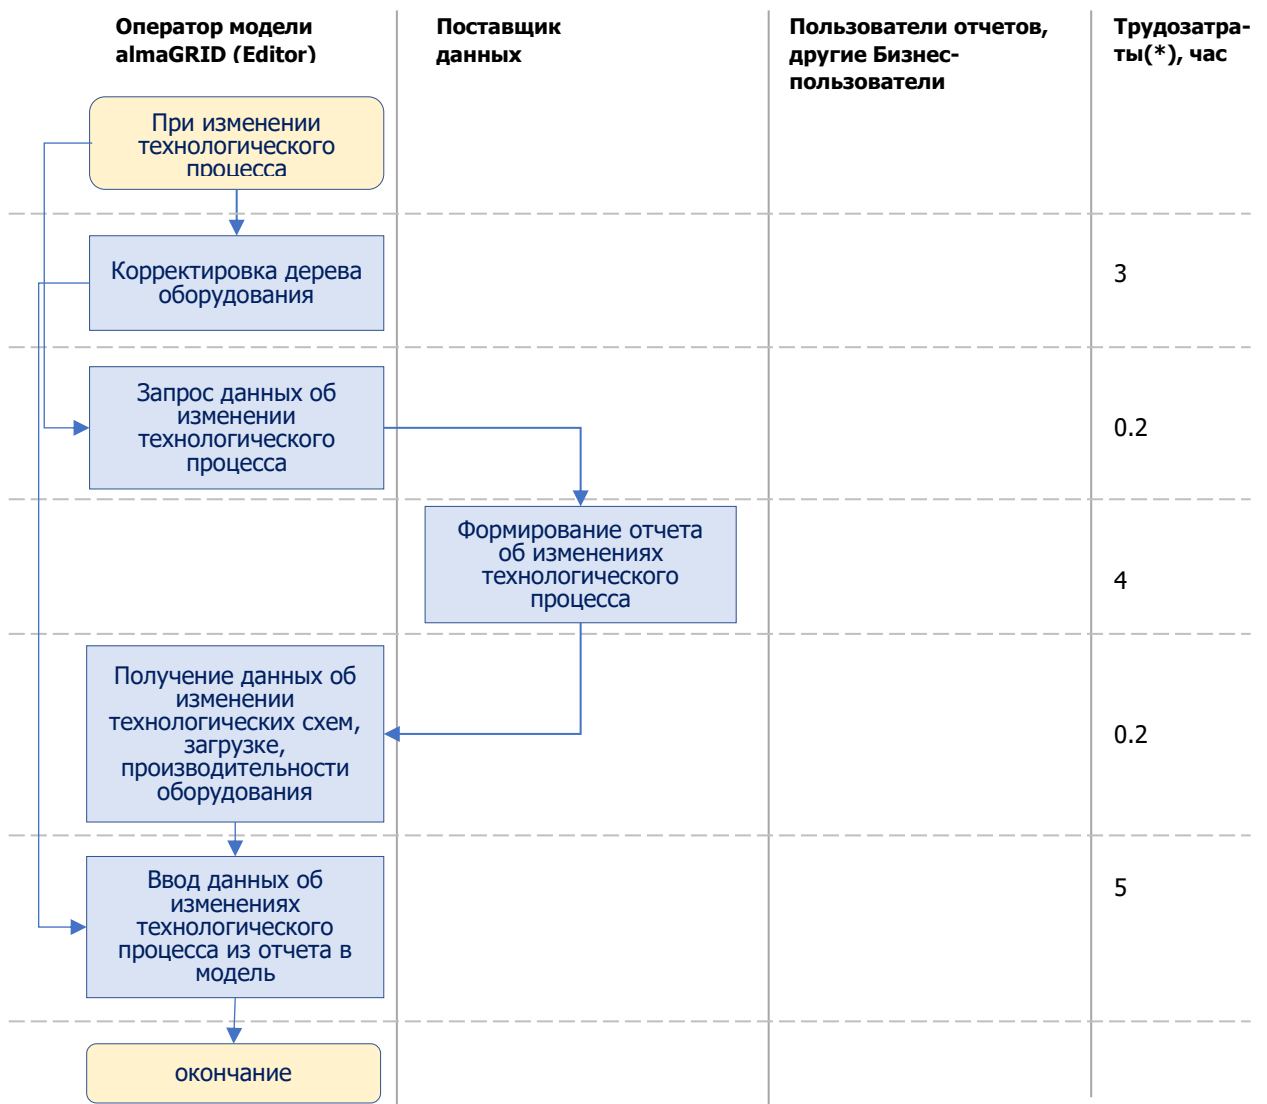 Оператор модели
almaGRID (Editor)
Поставщик
данных
Пользователи отчетов,
другие Бизнес-
пользователи
Трудозатра-
ты(*), час
При изменении
технологического
процесса
Корректировка дерева
оборудования
3
Запрос данных об
изменении
технологического
процесса
0.2
Формирование отчета
об изменениях
технологического
процесса
4
Получение данных об
изменении
технологических схем,
загрузке,
производительности
оборудования
0.2
Ввод данных об
изменениях
технологического
процесса из отчета в
модель
5
окончание